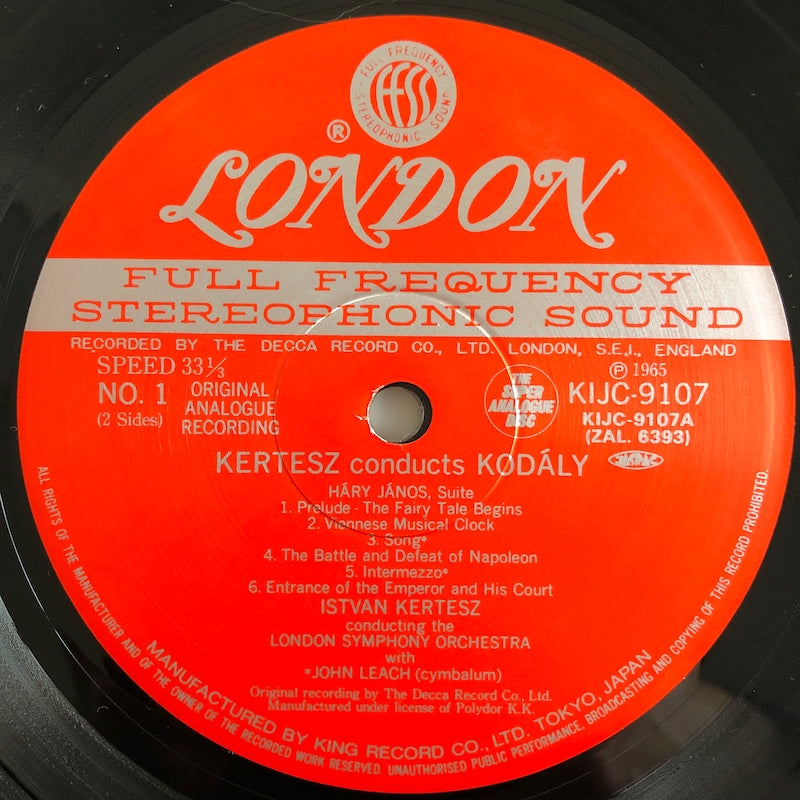 FULL FREQUENCY
STEREOPHONIC SOUND
ffss
®
LONDON
FULL FREQUENCY
STEREOPHONIC SOUND
RECORDED BY THE DECCA RECORD CO., LTD. LONDON, S.E.I., ENGLAND
SPEED 33⅓
NO. 1
(2 Sides)
ORIGINAL
ANALOGUE
RECORDING
THE
SUPER
ANALOGUE
DISC
Ⓟ 1965
KIJC-9107
KIJC-9107A
(ZAL. 6393)
KERTESZ conducts KODÁLY
HÁRY JÁNOS, Suite
1. Prelude - The Fairy Tale Begins
2. Viennese Musical Clock
3. Song*
4. The Battle and Defeat of Napoleon
5. Intermezzo*
6. Entrance of the Emperor and His Court
ISTVAN KERTESZ
conducting the
LONDON SYMPHONY ORCHESTRA
with
*JOHN LEACH (cymbalum)
Original recording by The Decca Record Co., Ltd.
Manufactured under license of Polydor K.K.
MANUFACTURED BY KING RECORD CO., LTD. TOKYO, JAPAN
ALL RIGHTS OF THE MANUFACTURER AND OF THE OWNER OF THE RECORDED WORK RESERVED. UNAUTHORISED PUBLIC PERFORMANCE, BROADCASTING AND COPYING OF THIS RECORD PROHIBITED.